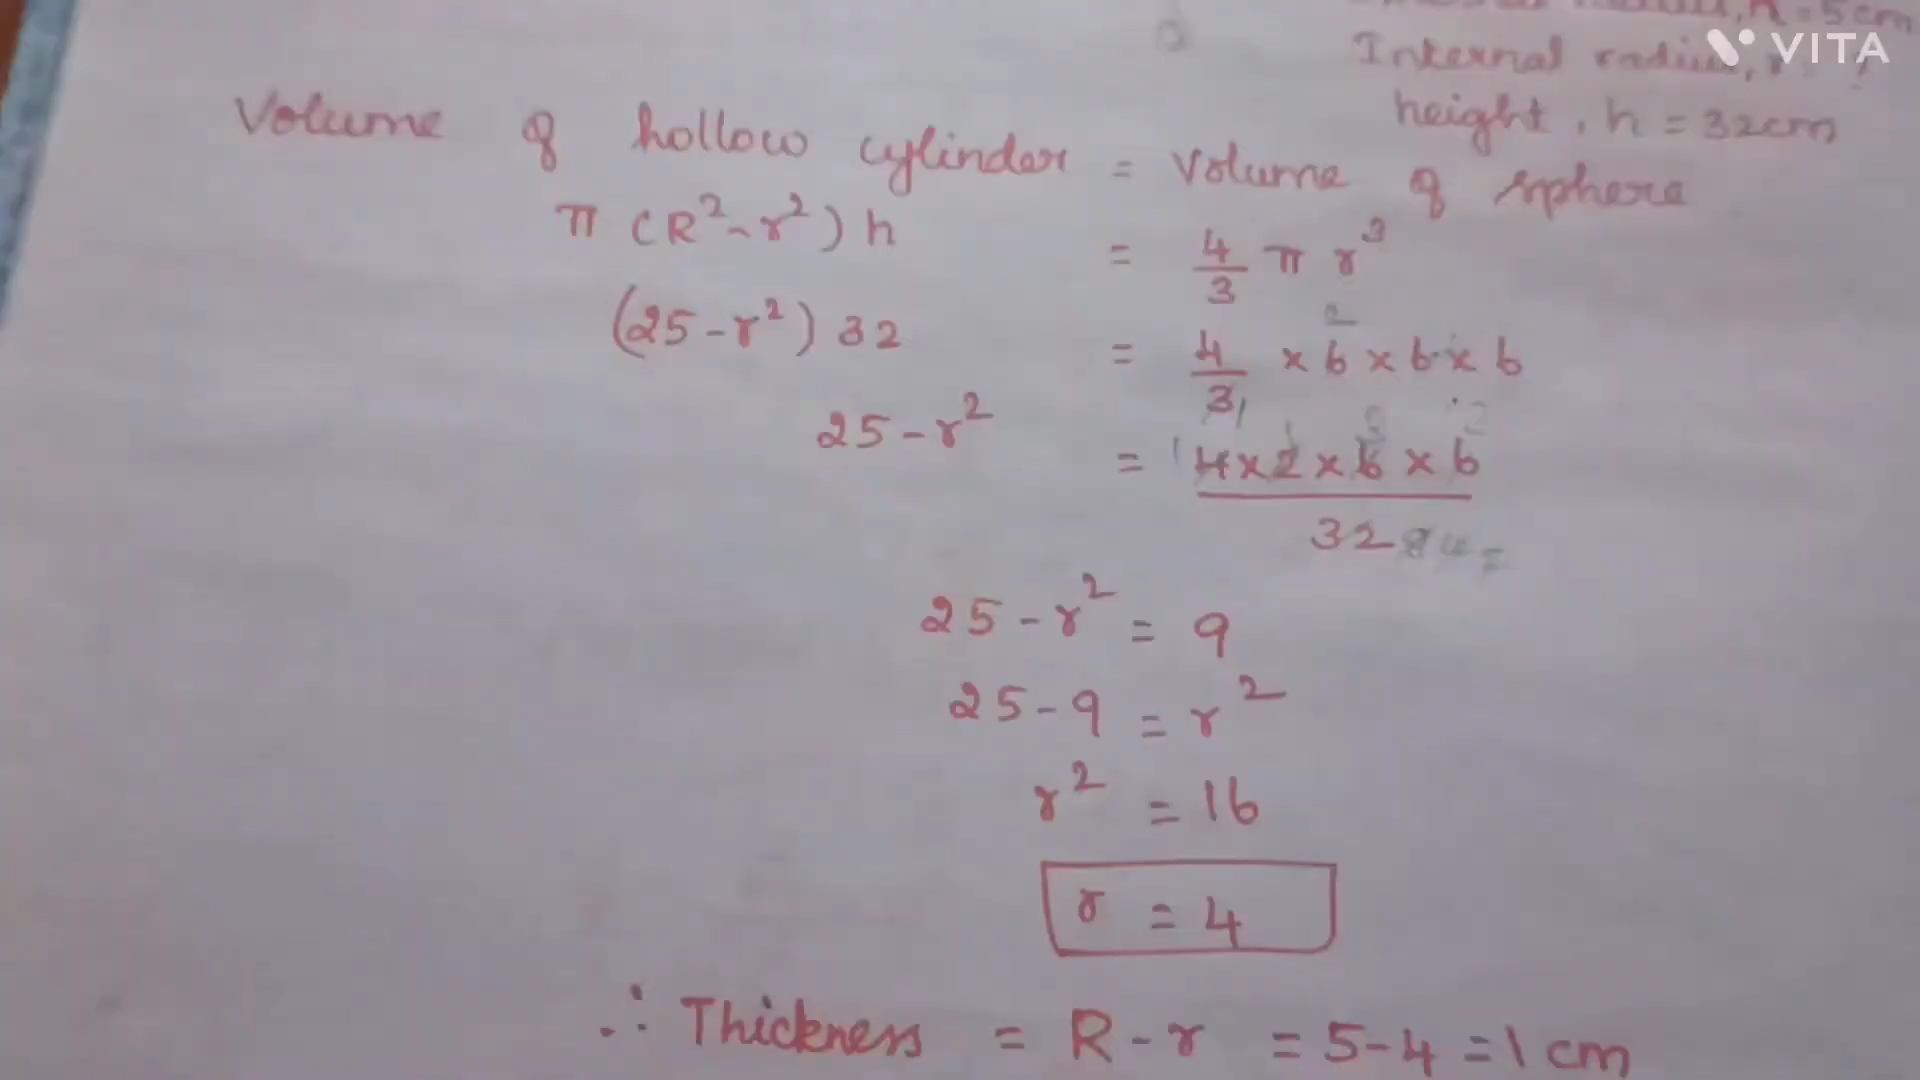 R = 5cm
Internal radius, r = ?
VITA
height, h = 32cm
Volume of hollow cylinder = Volume of sphere
π (R² - r²) h = 4/3 π r³
(25 - r²) 32 = 4/3 × 6 × 6 × 6
25 - r² = 4 × 2 × 6 × 6 / 32
25 - r² = 9
25 - 9 = r²
r² = 16
r = 4
∴ Thickness = R - r = 5 - 4 = 1 cm